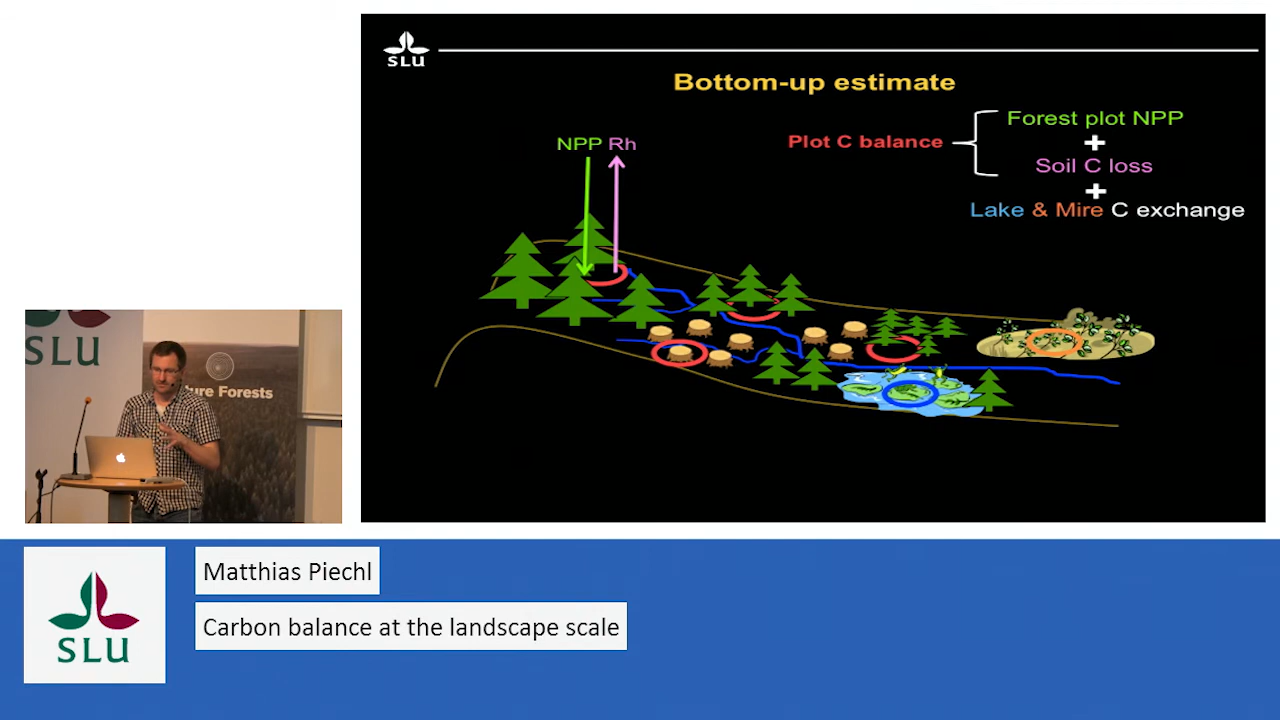 SLU
Bottom-up estimate
NPP Rh
Plot C balance
Forest plot NPP
+
Soil C loss
+
Lake & Mire C exchange
SLU
ture Forests
SLU
Matthias Piechl
Carbon balance at the landscape scale